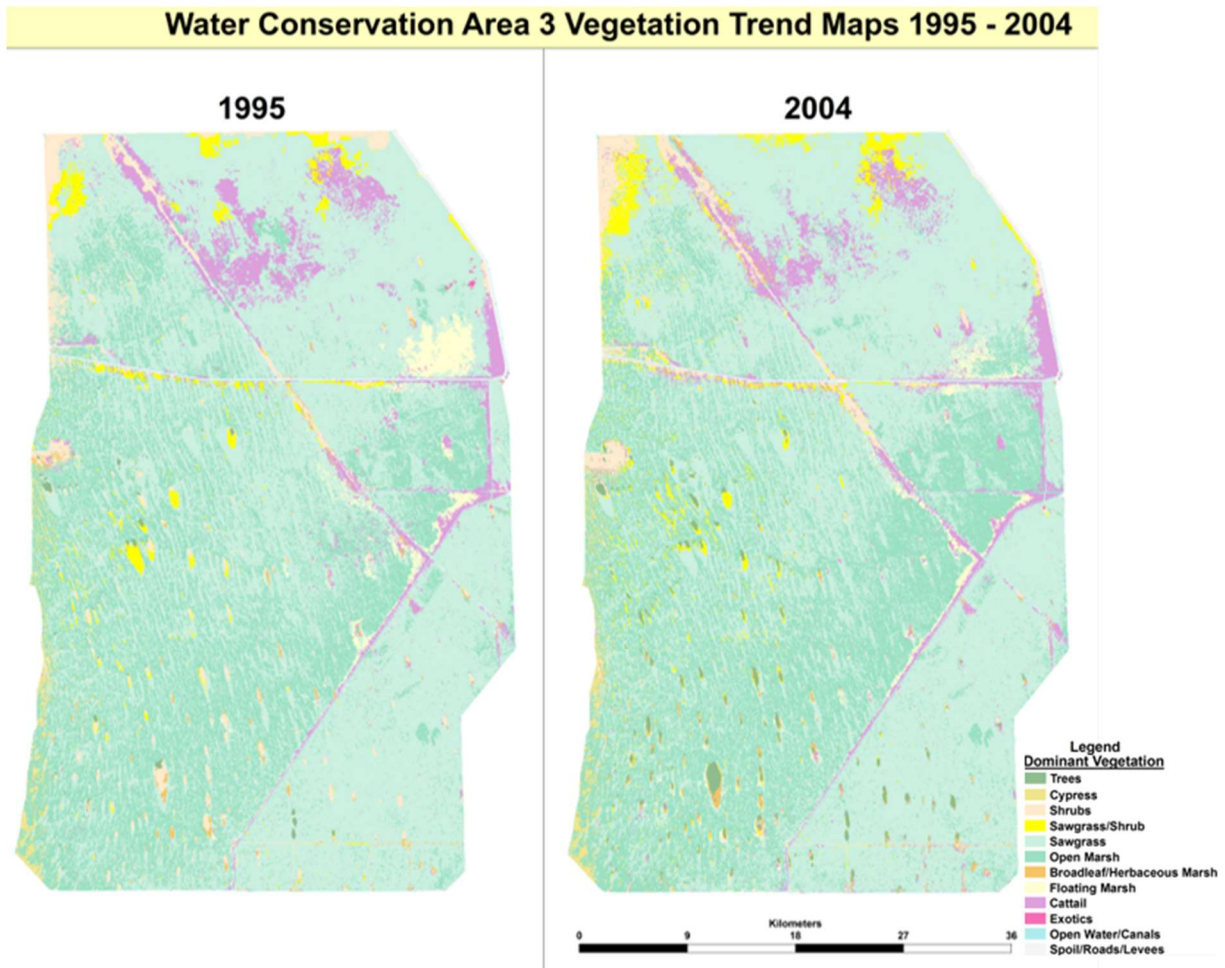 Water Conservation Area 3 Vegetation Trend Maps 1995 - 2004
1995
2004
Legend
Dominant Vegetation
Trees
Cypress
Shrubs
Sawgrass/Shrub
Sawgrass
Open Marsh
Broadleaf/Herbaceous Marsh
Floating Marsh
Cattail
Exotics
Open Water/Canals
Spoil/Roads/Levees
Kilometers
0 9 18 27 36